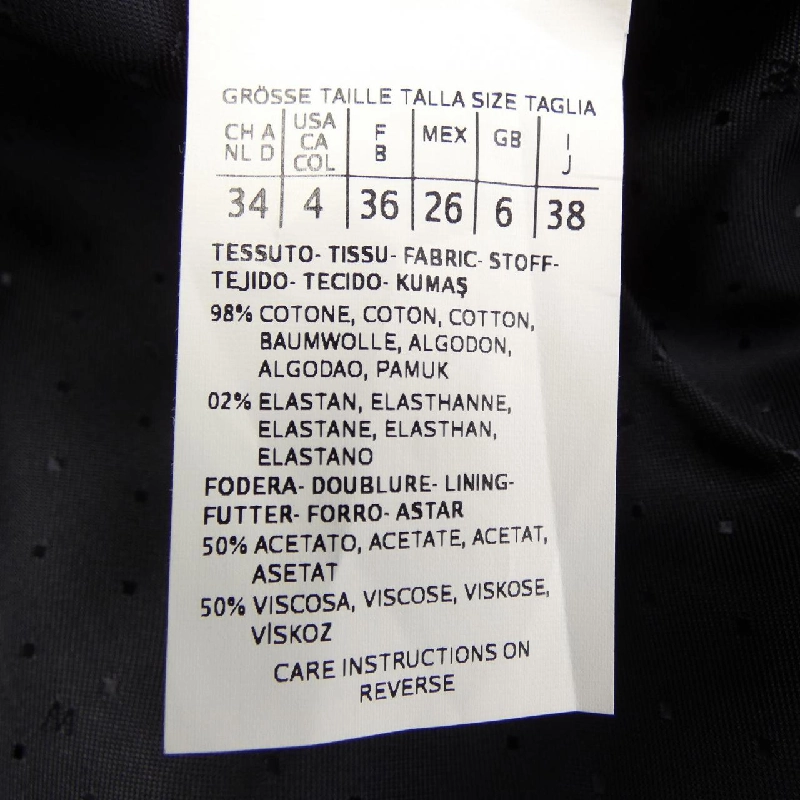 GRÖSSE TAILLE TALLA SIZE TAGLIA
CH A NL D | USA CA COL | F B | MEX | GB | I J
34 | 4 | 36 | 26 | 6 | 38
TESSUTO- TISSU- FABRIC- STOFF-
TEJIDO- TECIDO- KUMAŞ
98% COTONE, COTON, COTTON,
BAUMWOLLE, ALGODON,
ALGODAO, PAMUK
02% ELASTAN, ELASTHANNE,
ELASTANE, ELASTHAN,
ELASTANO
FODERA- DOUBLURE- LINING-
FUTTER- FORRO- ASTAR
50% ACETATO, ACETATE, ACETAT,
ASETAT
50% VISCOSA, VISCOSE, VISKOSE,
VİSKOZ
CARE INSTRUCTIONS ON
REVERSE
M